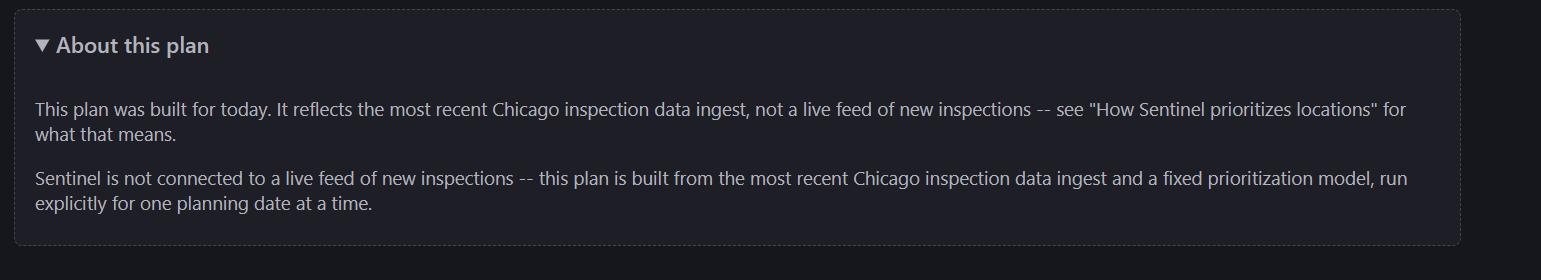 ▼ About this plan
This plan was built for today. It reflects the most recent Chicago inspection data ingest, not a live feed of new inspections -- see "How Sentinel prioritizes locations" for
what that means.
Sentinel is not connected to a live feed of new inspections -- this plan is built from the most recent Chicago inspection data ingest and a fixed prioritization model, run
explicitly for one planning date at a time.